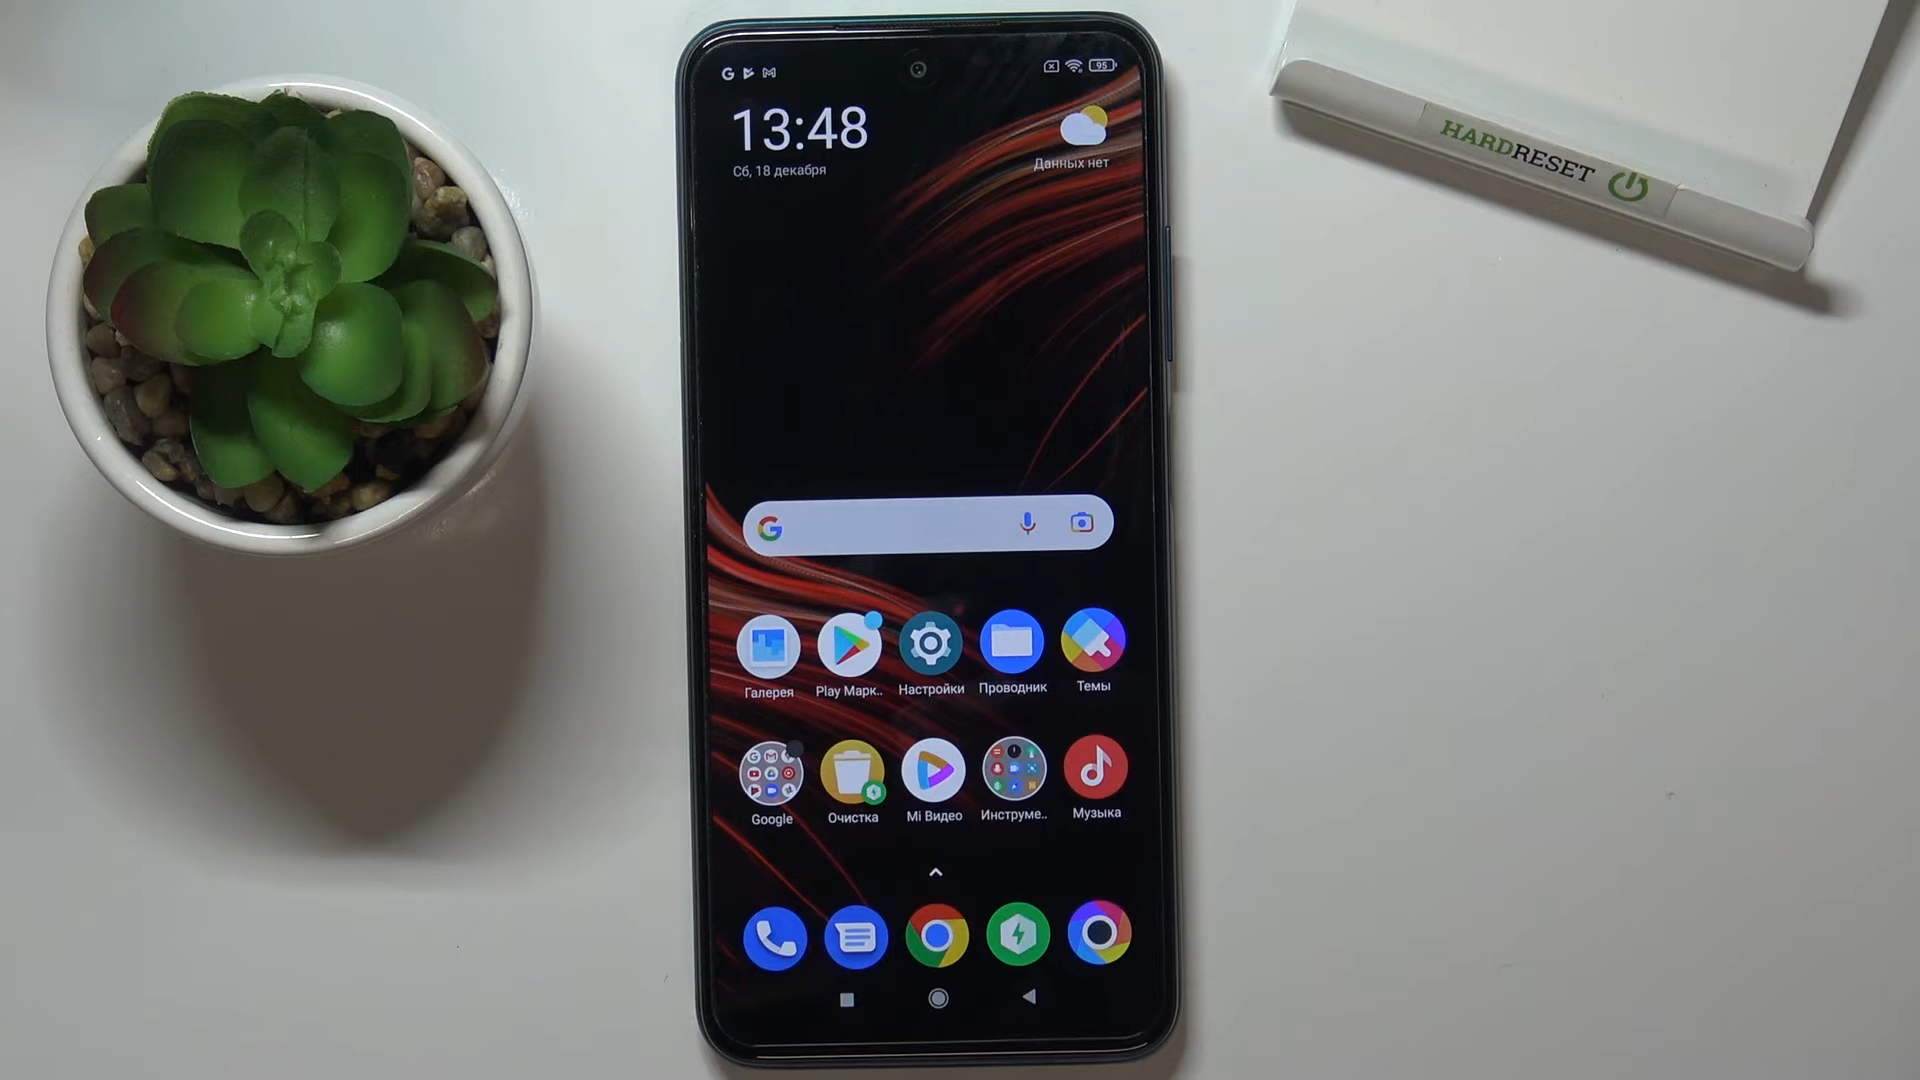 95
13:48
Сб, 18 декабря
Данных нет
HARDRESET
Галерея
Play Марк..
Настройки
Проводник
Темы
Google
Очистка
Mi Видео
Инструме..
Музыка